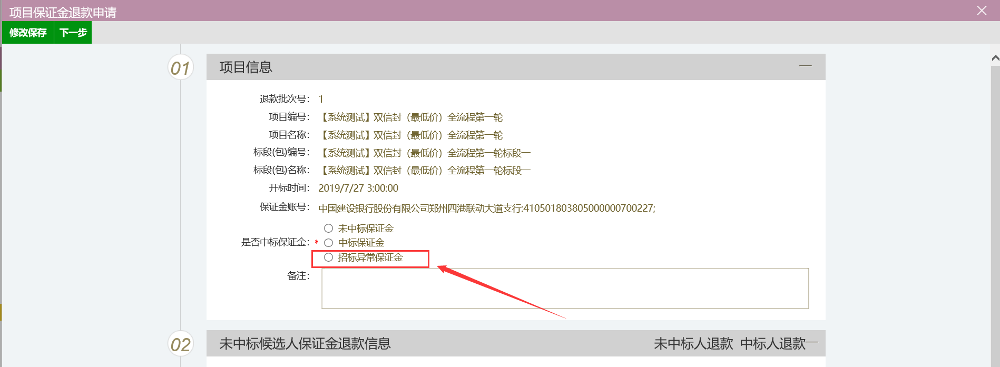 项目保证金退款申请
修改保存 下一步
01 项目信息
退款批次号： 1
项目编号： 【系统测试】双信封（最低价）全流程第一轮
项目名称： 【系统测试】双信封（最低价）全流程第一轮
标段(包)编号： 【系统测试】双信封（最低价）全流程第一轮标段一
标段(包)名称： 【系统测试】双信封（最低价）全流程第一轮标段一
开标时间： 2019/7/27 3:00:00
保证金账号： 中国建设银行股份有限公司郑州四港联动大道支行:410501803805000000700227;
未中标保证金
是否中标保证金： * 中标保证金
招标异常保证金
备注：
02 未中标候选人保证金退款信息 未中标人退款 中标人退款